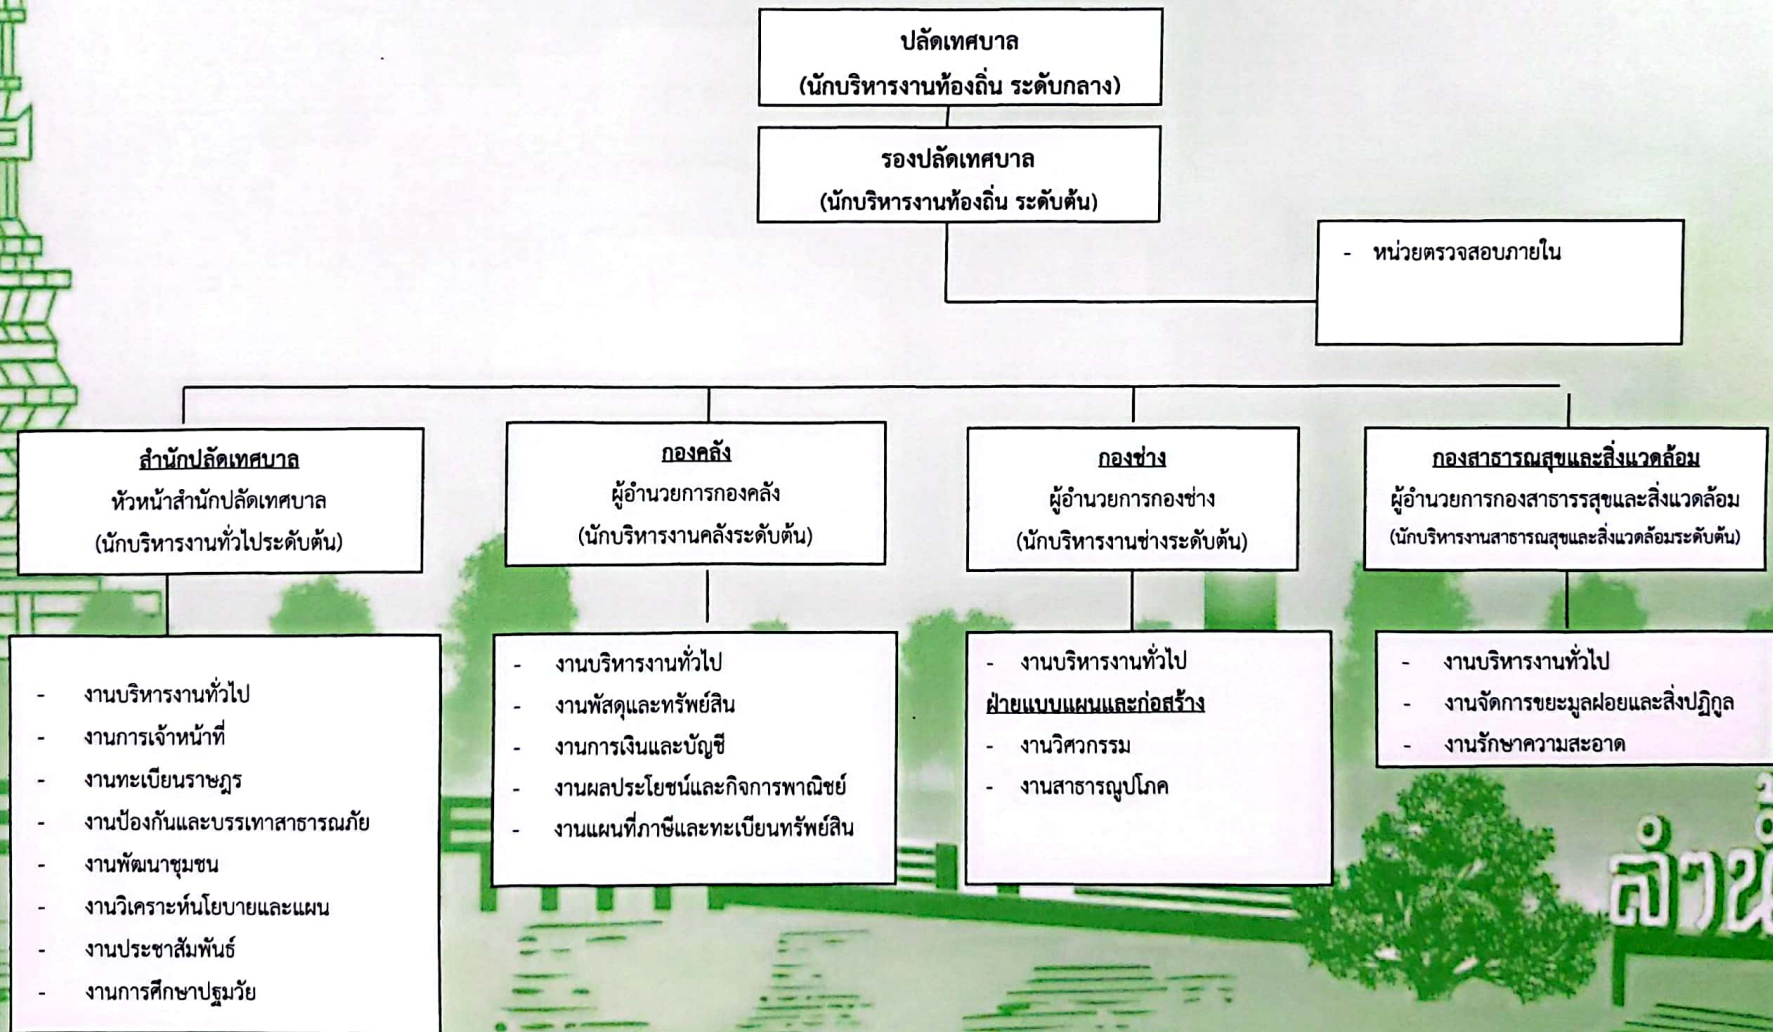 ปลัดเทศบาล
(นักบริหารงานท้องถิ่น ระดับกลาง)
รองปลัดเทศบาล
(นักบริหารงานท้องถิ่น ระดับต้น)
- หน่วยตรวจสอบภายใน
สำนักปลัดเทศบาล
หัวหน้าสำนักปลัดเทศบาล
(นักบริหารงานทั่วไประดับต้น)
กองคลัง
ผู้อำนวยการกองคลัง
(นักบริหารงานคลังระดับต้น)
กองช่าง
ผู้อำนวยการกองช่าง
(นักบริหารงานช่างระดับต้น)
กองสาธารณสุขและสิ่งแวดล้อม
ผู้อำนวยการกองสาธารรสุขและสิ่งแวดล้อม
(นักบริหารงานสาธารณสุขและสิ่งแวดล้อมระดับต้น)
- งานบริหารงานทั่วไป
- งานการเจ้าหน้าที่
- งานทะเบียนราษฎร
- งานป้องกันและบรรเทาสาธารณภัย
- งานพัฒนาชุมชน
- งานวิเคราะห์นโยบายและแผน
- งานประชาสัมพันธ์
- งานการศึกษาปฐมวัย
- งานบริหารงานทั่วไป
- งานพัสดุและทรัพย์สิน
- งานการเงินและบัญชี
- งานผลประโยชน์และกิจการพาณิชย์
- งานแผนที่ภาษีและทะเบียนทรัพย์สิน
- งานบริหารงานทั่วไป
ฝ่ายแบบแผนและก่อสร้าง
- งานวิศวกรรม
- งานสาธารณูปโภค
- งานบริหารงานทั่วไป
- งานจัดการขยะมูลฝอยและสิ่งปฏิกูล
- งานรักษาความสะอาด